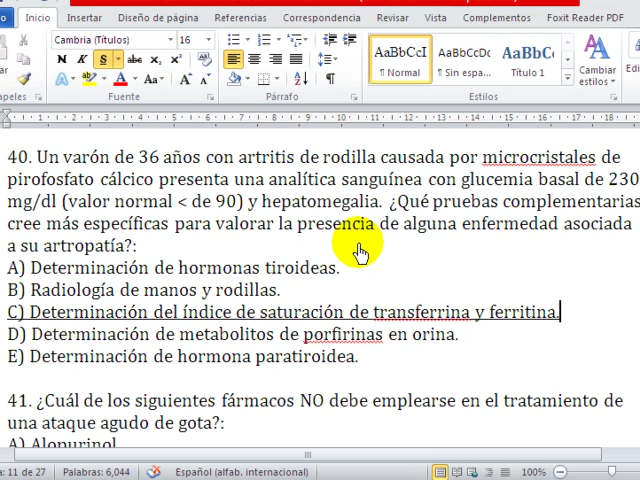 Inicio Insertar Diseño de página Referencias Correspondencia Revisar Vista Complementos Foxit Reader PDF
Cambria (Títulos) 16
AaBbCcI AaBbCcDc AaBbC
¶ Normal ¶ Sin espa... Título 1
Cambiar
estilos
Fuente Párrafo Estilos
40. Un varón de 36 años con artritis de rodilla causada por microcristales de
pirofosfato cálcico presenta una analítica sanguínea con glucemia basal de 230
mg/dl (valor normal < de 90) y hepatomegalia. ¿Qué pruebas complementarias
cree más específicas para valorar la presencia de alguna enfermedad asociada
a su artropatía?:
A) Determinación de hormonas tiroideas.
B) Radiología de manos y rodillas.
C) Determinación del índice de saturación de transferrina y ferritina.
D) Determinación de metabolitos de porfirinas en orina.
E) Determinación de hormona paratiroidea.
41. ¿Cuál de los siguientes fármacos NO debe emplearse en el tratamiento de
una ataque agudo de gota?:
A) Alopurinol
: 11 de 27 Palabras: 6,044 Español (alfab. internacional) 100%